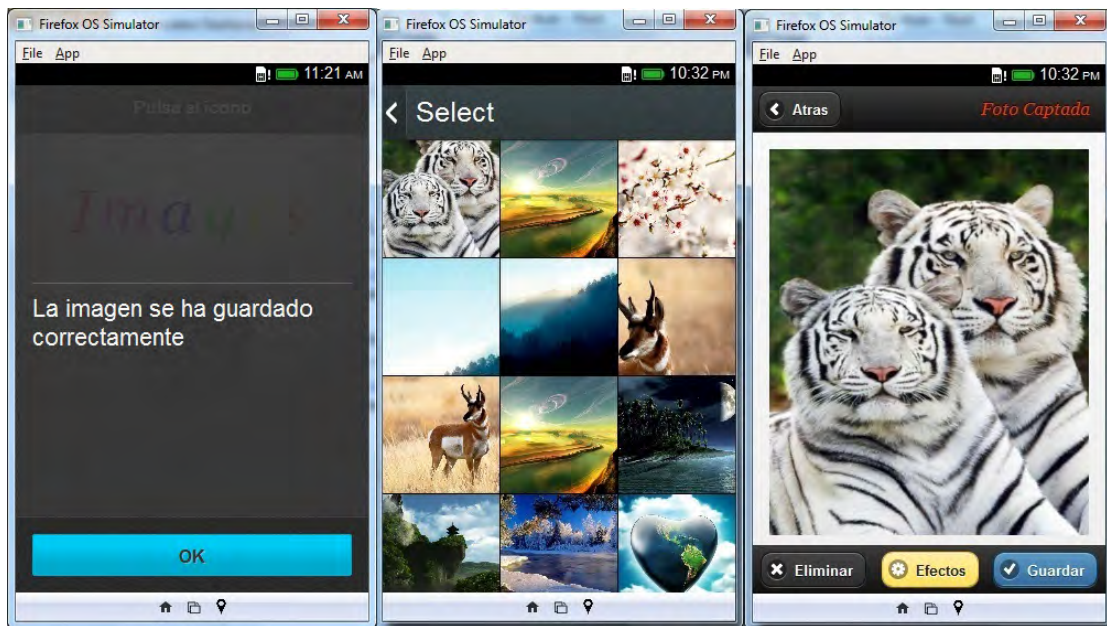 Firefox OS Simulator
File App
11:21 AM
Pulsa el icono
Images
La imagen se ha guardado
correctamente
OK
Firefox OS Simulator
File App
10:32 PM
Select
Firefox OS Simulator
File App
10:32 PM
Atras
Foto Captada
Eliminar
Efectos
Guardar